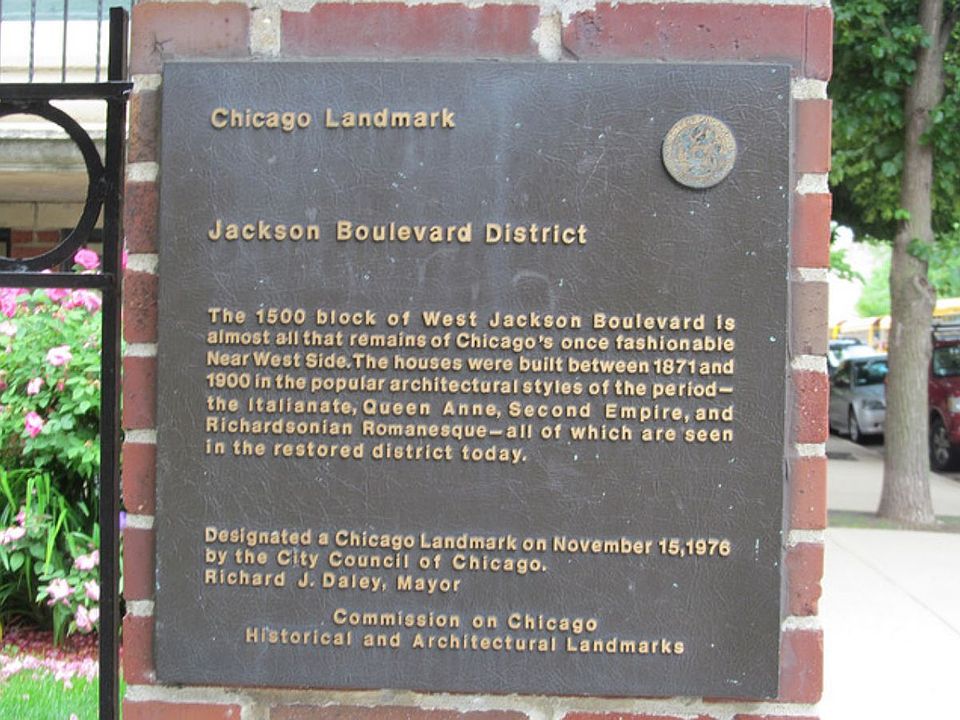 Chicago Landmark
Jackson Boulevard District
The 1500 block of West Jackson Boulevard is
almost all that remains of Chicago's once fashionable
Near West Side. The houses were built between 1871 and
1900 in the popular architectural styles of the period—
the Italianate, Queen Anne, Second Empire, and
Richardsonian Romanesque—all of which are seen
in the restored district today.
Designated a Chicago Landmark on November 15, 1976
by the City Council of Chicago.
Richard J. Daley, Mayor
Commission on Chicago
Historical and Architectural Landmarks